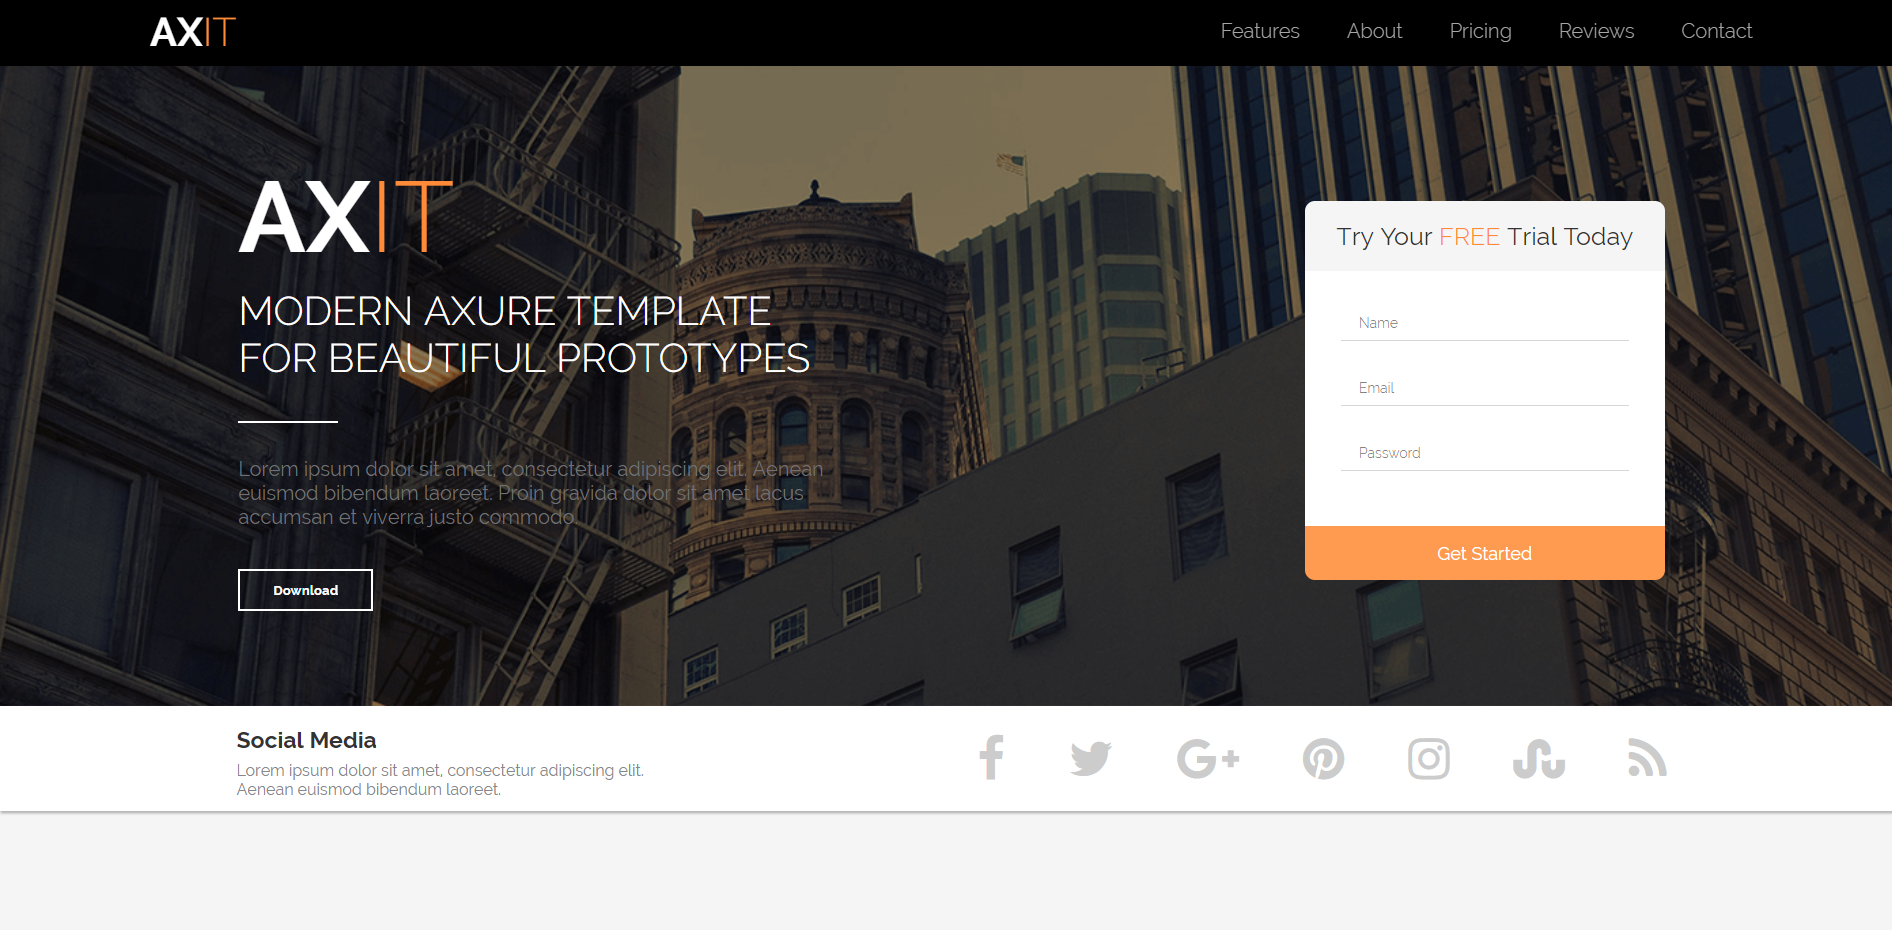 AXIT
Features About Pricing Reviews Contact
AXIT
MODERN AXURE TEMPLATE
FOR BEAUTIFUL PROTOTYPES
Lorem ipsum dolor sit amet, consectetur adipiscing elit. Aenean
euismod bibendum laoreet. Proin gravida dolor sit amet lacus
accumsan et viverra justo commodo.
Download
Try Your FREE Trial Today
Name
Email
Password
Get Started
Social Media
Lorem ipsum dolor sit amet, consectetur adipiscing elit.
Aenean euismod bibendum laoreet.